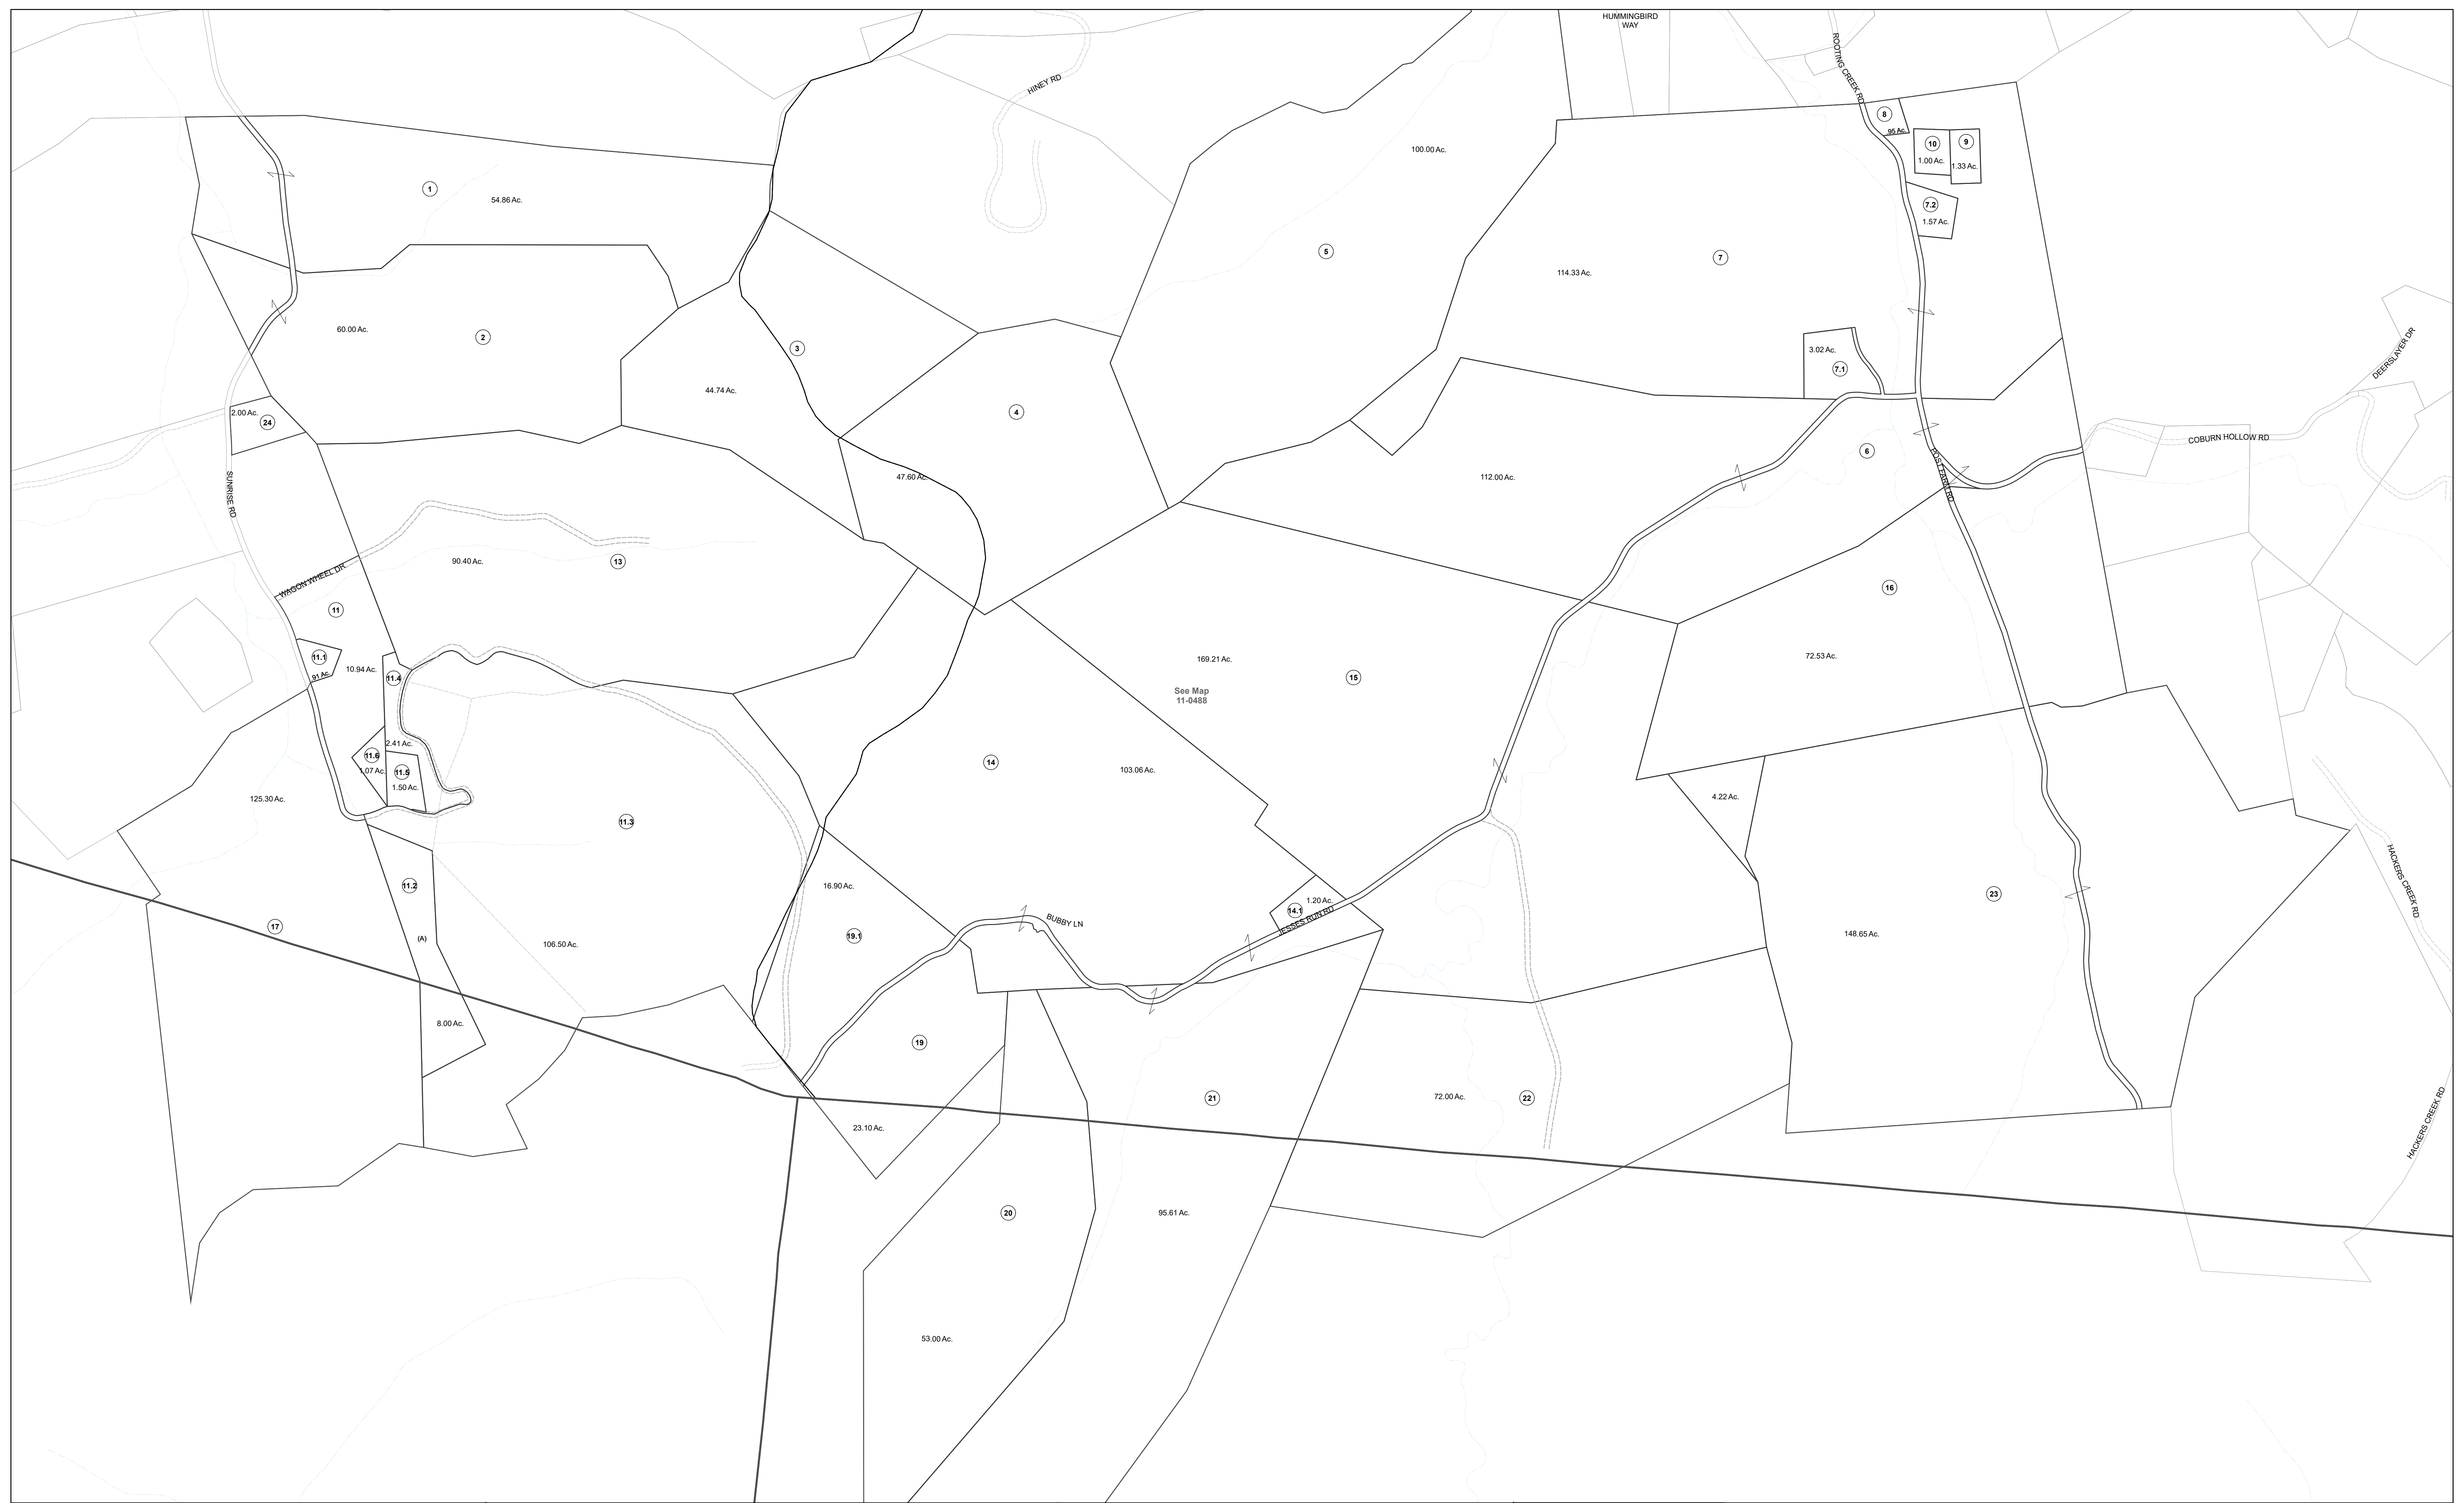 HUMMINGBIRD
WAY
ROOTING CREEK RD
HINEY RD
8
.95 Ac.
10
9
1.00 Ac.
1.33 Ac.
100.00 Ac.
1
54.86 Ac.
7.2
1.57 Ac.
5
7
114.33 Ac.
60.00 Ac.
2
3
3.02 Ac.
7.1
DEERSLAYER DR
44.74 Ac.
4
2.00 Ac.
24
COBURN HOLLOW RD
6
POST FARM RD
SUNRISE RD
47.60 Ac.
112.00 Ac.
90.40 Ac.
13
WAGON WHEEL DR
11
16
11.1
10.94 Ac.
.91 Ac.
11.4
169.21 Ac.
72.53 Ac.
15
See Map
11-0488
2.41 Ac.
11.6
1.07 Ac.
11.5
1.50 Ac.
14
103.06 Ac.
125.30 Ac.
4.22 Ac.
11.3
11.2
16.90 Ac.
23
HACKERS CREEK RD
1.20 Ac.
14.1
JESSES RUN RD
BUBBY LN
17
(A)
106.50 Ac.
19.1
148.65 Ac.
8.00 Ac.
19
21
72.00 Ac.
22
23.10 Ac.
HACKERS CREEK RD
20
95.61 Ac.
53.00 Ac.